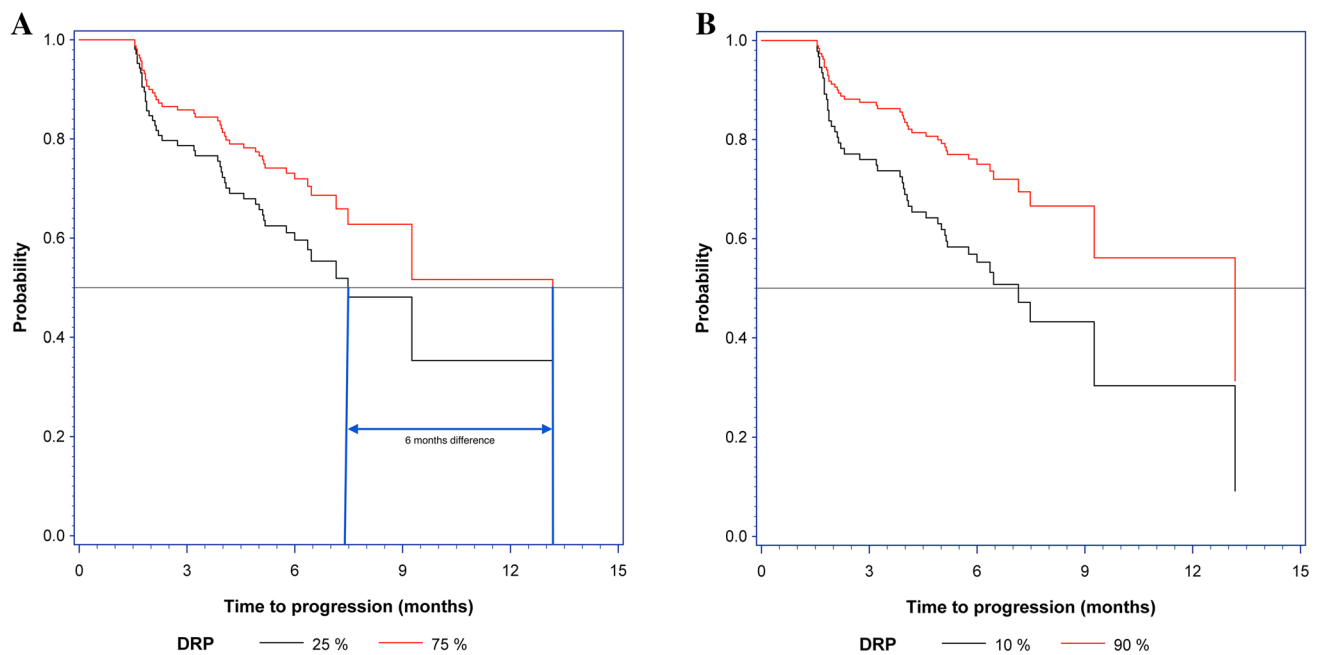 A
1.0
0.8
0.6
0.4
0.2
0.0
Probability
6 months difference
0 3 6 9 12 15
Time to progression (months)
DRP 25 % 75 %
B
1.0
0.8
0.6
0.4
0.2
0.0
Probability
0 3 6 9 12 15
Time to progression (months)
DRP 10 % 90 %